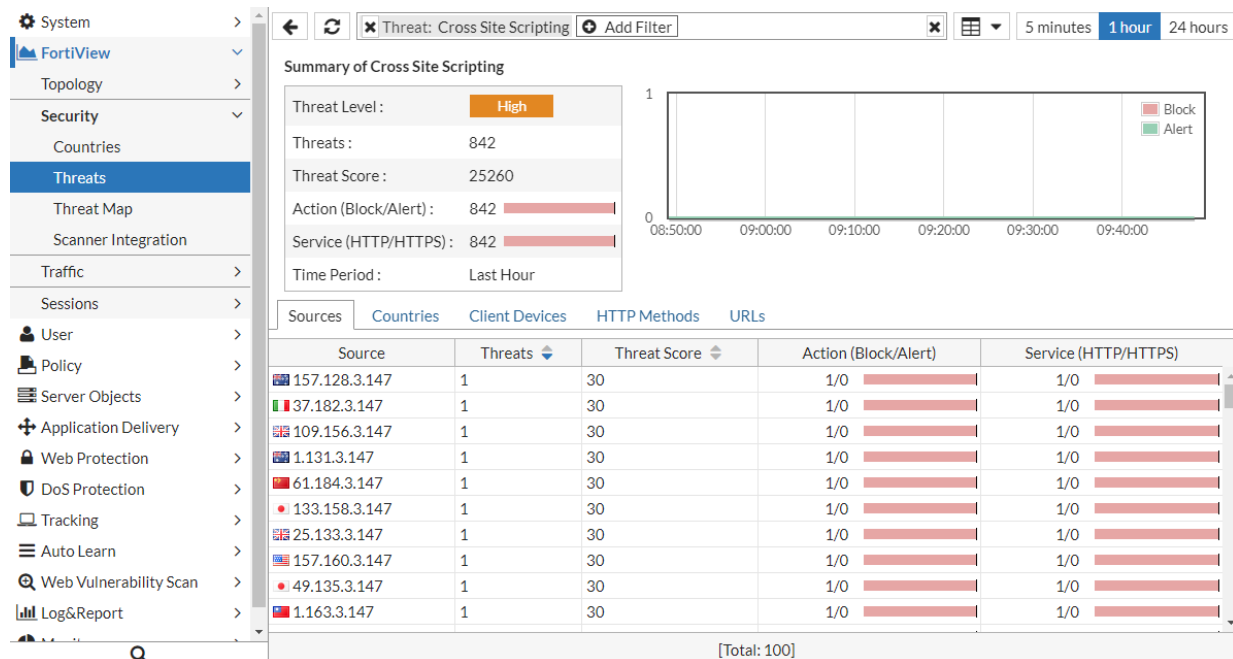 System
FortiView
Topology
Security
Countries
Threats
Threat Map
Scanner Integration
Traffic
Sessions
User
Policy
Server Objects
Application Delivery
Web Protection
DoS Protection
Tracking
Auto Learn
Web Vulnerability Scan
Log&Report
Threat: Cross Site Scripting Add Filter 5 minutes 1 hour 24 hours
Summary of Cross Site Scripting
Threat Level : High
Threats : 842
Threat Score : 25260
Action (Block/Alert) : 842
Service (HTTP/HTTPS) : 842
Time Period : Last Hour
1
Block
Alert
0
08:50:00 09:00:00 09:10:00 09:20:00 09:30:00 09:40:00
Sources Countries Client Devices HTTP Methods URLs
Source Threats Threat Score Action (Block/Alert) Service (HTTP/HTTPS)
157.128.3.147 1 30 1/0 1/0
37.182.3.147 1 30 1/0 1/0
109.156.3.147 1 30 1/0 1/0
1.131.3.147 1 30 1/0 1/0
61.184.3.147 1 30 1/0 1/0
133.158.3.147 1 30 1/0 1/0
25.133.3.147 1 30 1/0 1/0
157.160.3.147 1 30 1/0 1/0
49.135.3.147 1 30 1/0 1/0
1.163.3.147 1 30 1/0 1/0
[Total: 100]